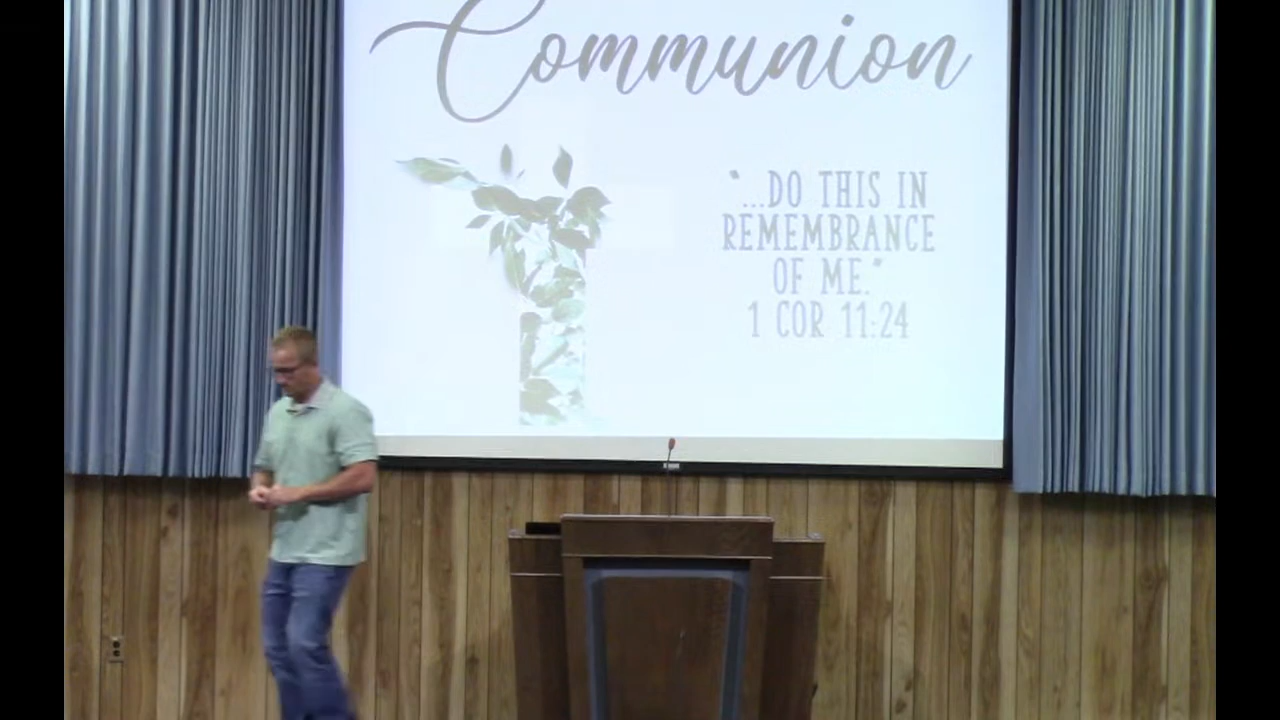 Communion
"...DO THIS IN
REMEMBRANCE
OF ME."
1 COR 11:24